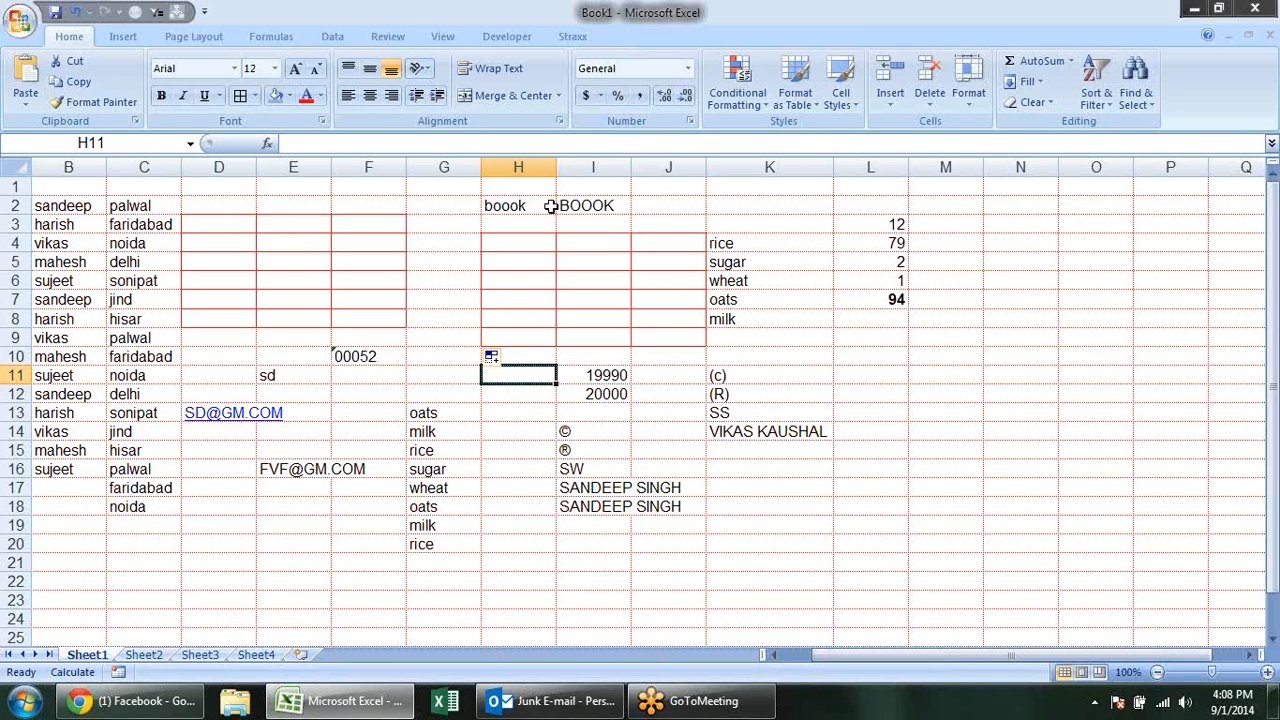 Book1 - Microsoft Excel
Home Insert Page Layout Formulas Data Review View Developer Straxx
Paste Cut Copy Format Painter Clipboard
Arial 12 B I U A A A Font
Wrap Text Merge & Center Alignment
General $ % , Number
Conditional Formatting Format as Table Cell Styles Styles
Insert Delete Format Cells
Σ AutoSum Fill Clear Sort & Filter Find & Select Editing
H11 fx
B C D E F G H I J K L M N O P Q
1
2 sandeep palwal boook BOOOK
3 harish faridabad 12
4 vikas noida rice 79
5 mahesh delhi sugar 2
6 sujeet sonipat wheat 1
7 sandeep jind oats 94
8 harish hisar milk
9 vikas palwal
10 mahesh faridabad 00052
11 sujeet noida sd 19990 (c)
12 sandeep delhi 20000 (R)
13 harish sonipat SD@GM.COM oats SS
14 vikas jind milk © VIKAS KAUSHAL
15 mahesh hisar rice ®
16 sujeet palwal FVF@GM.COM sugar SW
17 faridabad wheat SANDEEP SINGH
18 noida oats SANDEEP SINGH
19 milk
20 rice
21
22
23
24
25
Sheet1 Sheet2 Sheet3 Sheet4
Ready Calculate 100%
(1) Facebook - Go... Microsoft Excel Junk E-mail - Pers... GoToMeeting 4:08 PM
9/1/2014